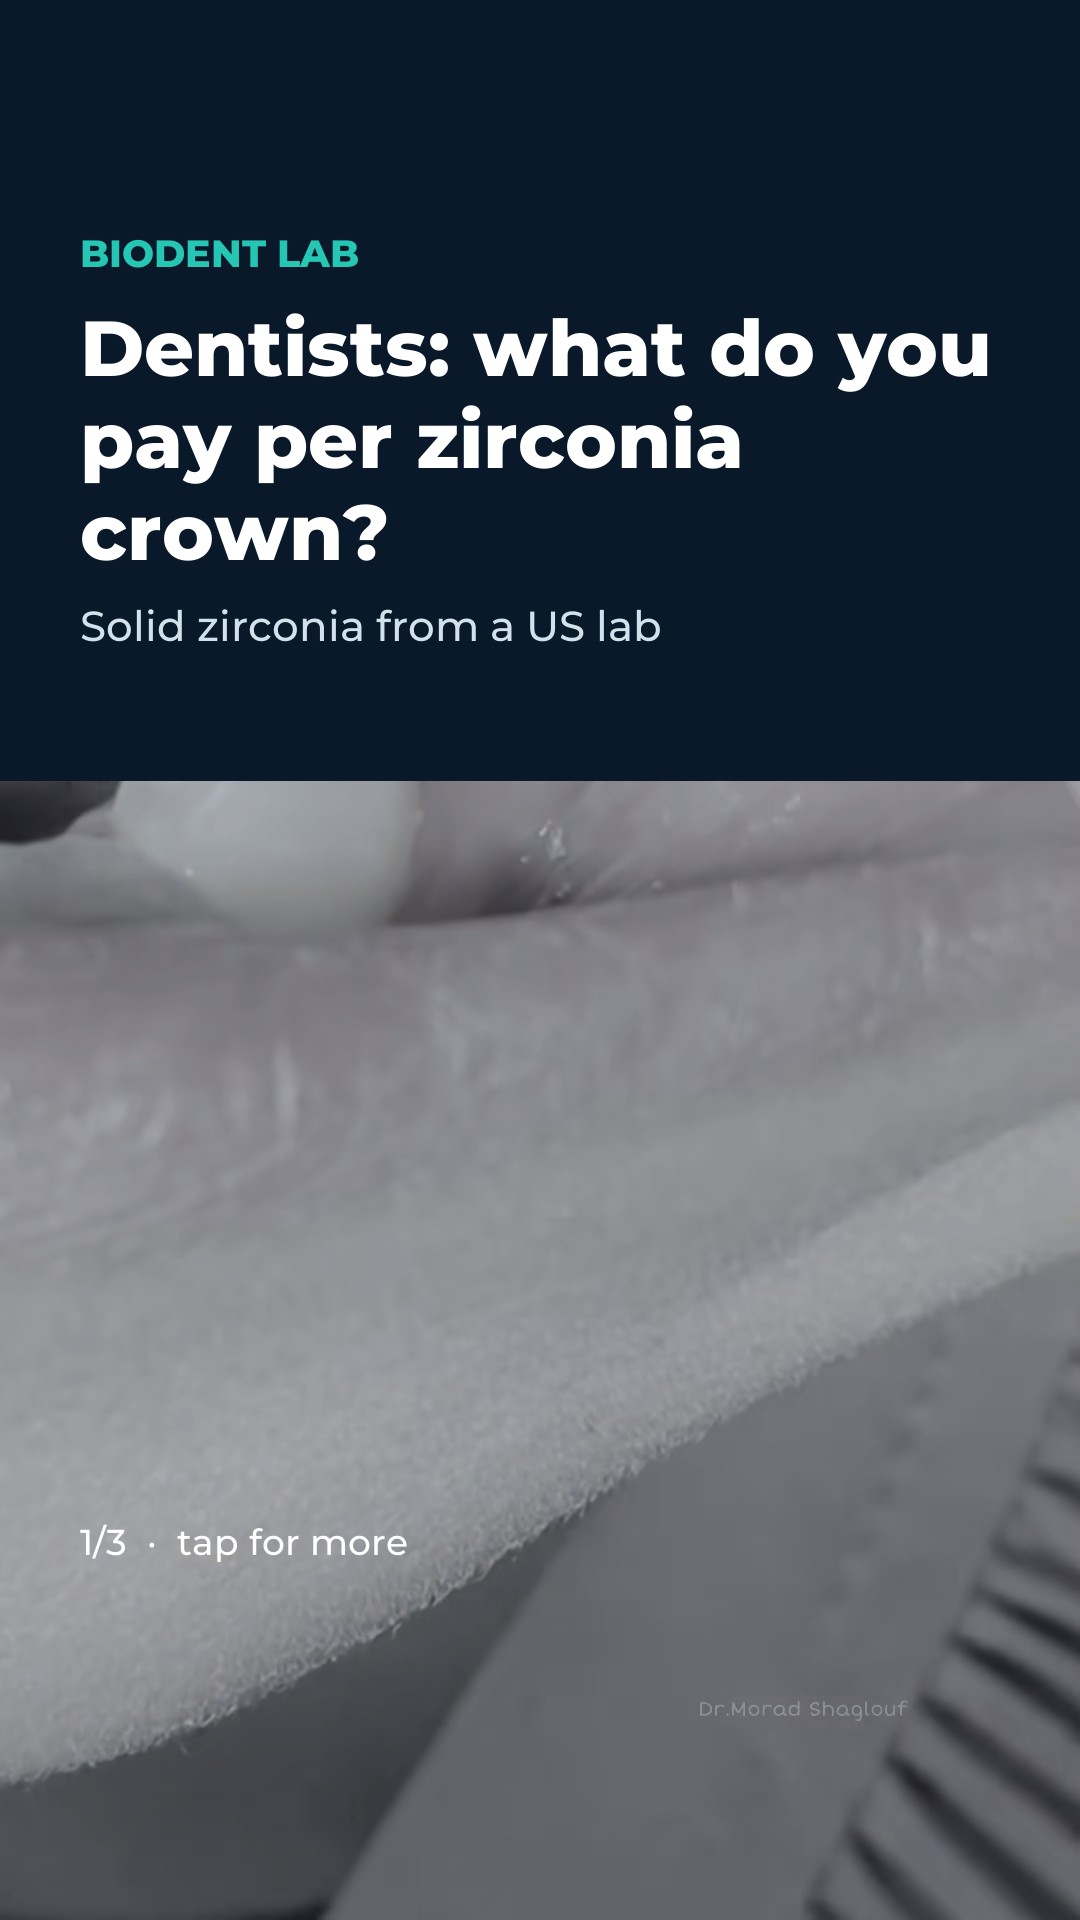 BIODENT LAB
Dentists: what do you
pay per zirconia
crown?
Solid zirconia from a US lab
1/3 · tap for more
Dr.Morad Shaglouf